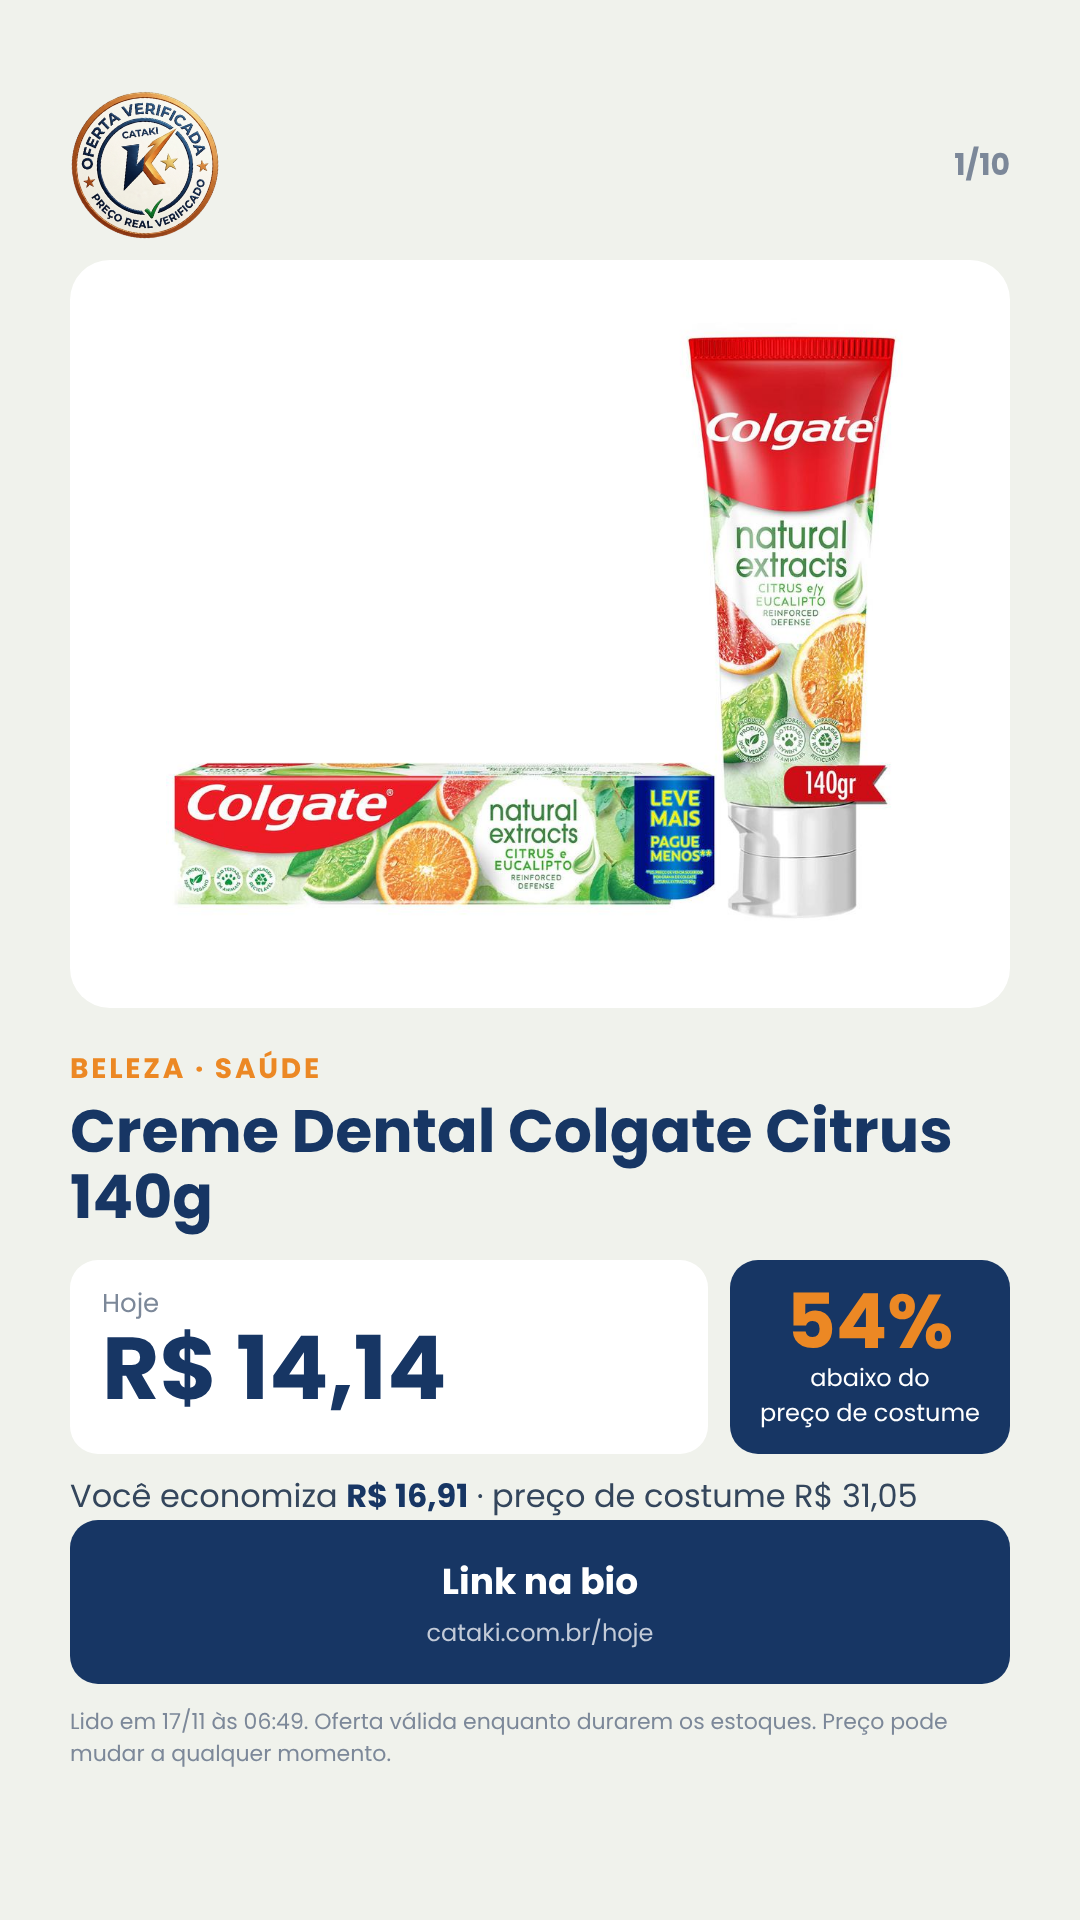 OFERTA VERIFICADA
CATAKI
PREÇO REAL VERIFICADO
1/10
Colgate
natural
extracts
CITRUS e/y
EUCALIPTO
REINFORCED
DEFENSE
140gr
Colgate
natural
extracts
CITRUS e
EUCALIPTO
REINFORCED
DEFENSE
LEVE
MAIS
PAGUE
MENOS**
BELEZA · SAÚDE
Creme Dental Colgate Citrus
140g
Hoje
R$ 14,14
54%
abaixo do
preço de costume
Você economiza R$ 16,91 · preço de costume R$ 31,05
Link na bio
cataki.com.br/hoje
Lido em 17/11 às 06:49. Oferta válida enquanto durarem os estoques. Preço pode
mudar a qualquer momento.